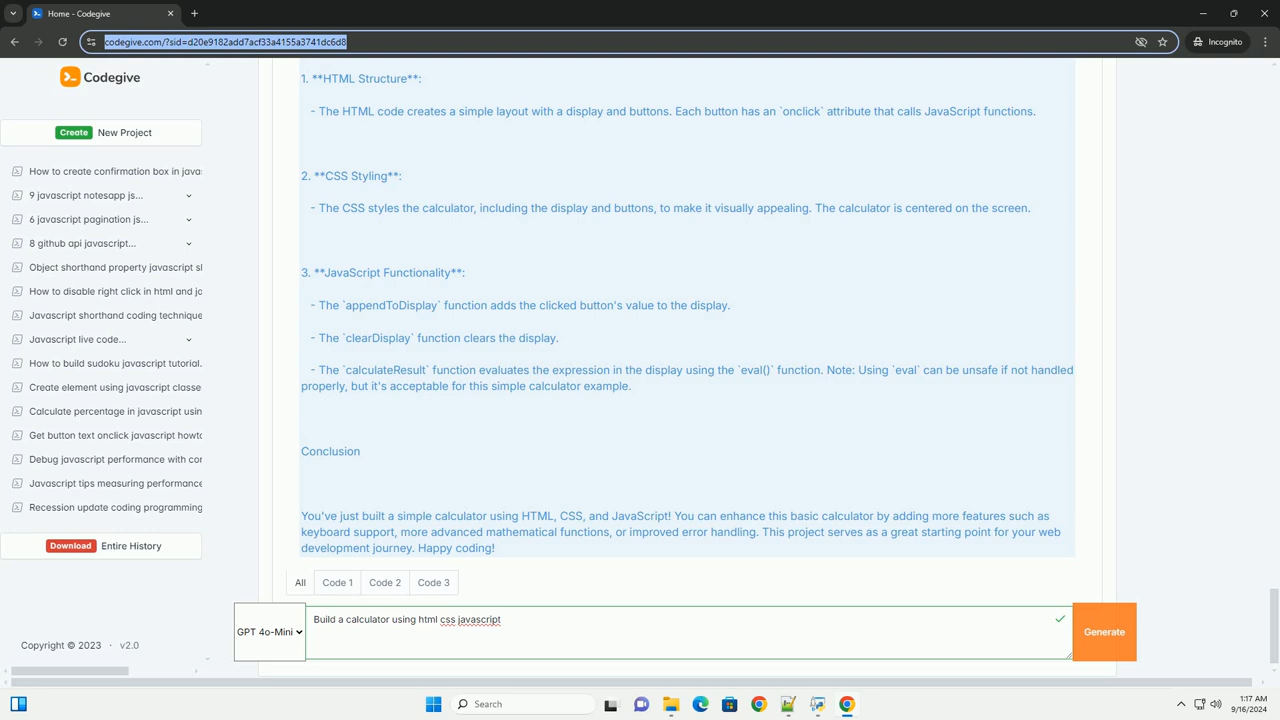 Home - Codegive
codegive.com/?sid=d20e9182add7acf33a4155a3741dc6d8
Incognito
Codegive
Create New Project
How to create confirmation box in java
9 javascript notesapp js...
6 javascript pagination js...
8 github api javascript...
Object shorthand property javascript sl
How to disable right click in html and ja
Javascript shorthand coding technique
Javascript live code...
How to build sudoku javascript tutorial.
Create element using javascript classe
Calculate percentage in javascript usin
Get button text onclick javascript howto
Debug javascript performance with cor
Javascript tips measuring performance
Recession update coding programming
Download Entire History
Copyright © 2023 · v2.0
1. **HTML Structure**:
- The HTML code creates a simple layout with a display and buttons. Each button has an `onclick` attribute that calls JavaScript functions.
2. **CSS Styling**:
- The CSS styles the calculator, including the display and buttons, to make it visually appealing. The calculator is centered on the screen.
3. **JavaScript Functionality**:
- The `appendToDisplay` function adds the clicked button's value to the display.
- The `clearDisplay` function clears the display.
- The `calculateResult` function evaluates the expression in the display using the `eval()` function. Note: Using `eval` can be unsafe if not handled
properly, but it's acceptable for this simple calculator example.
Conclusion
You've just built a simple calculator using HTML, CSS, and JavaScript! You can enhance this basic calculator by adding more features such as
keyboard support, more advanced mathematical functions, or improved error handling. This project serves as a great starting point for your web
development journey. Happy coding!
All Code 1 Code 2 Code 3
GPT 4o-Mini
Build a calculator using html css javascript
Generate
Search
1:17 AM
9/16/2024